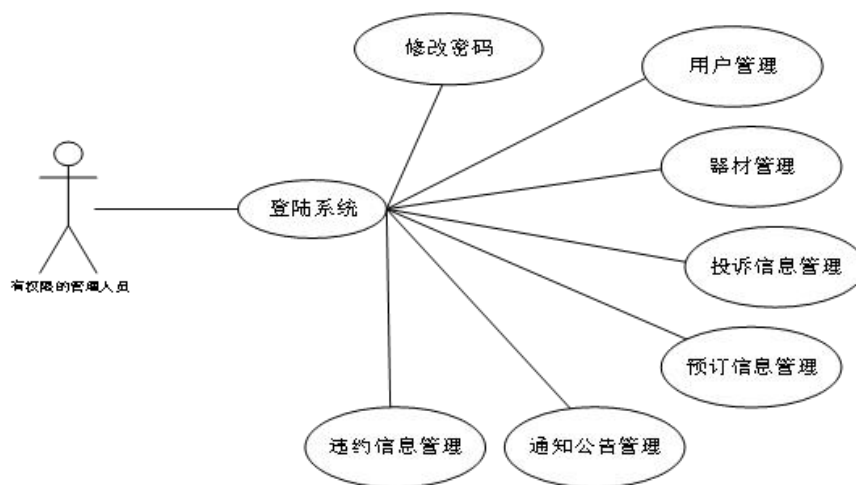 修改密码
用户管理
器材管理
登陆系统
投诉信息管理
有权限的管理人员
预订信息管理
违约信息管理
通知公告管理